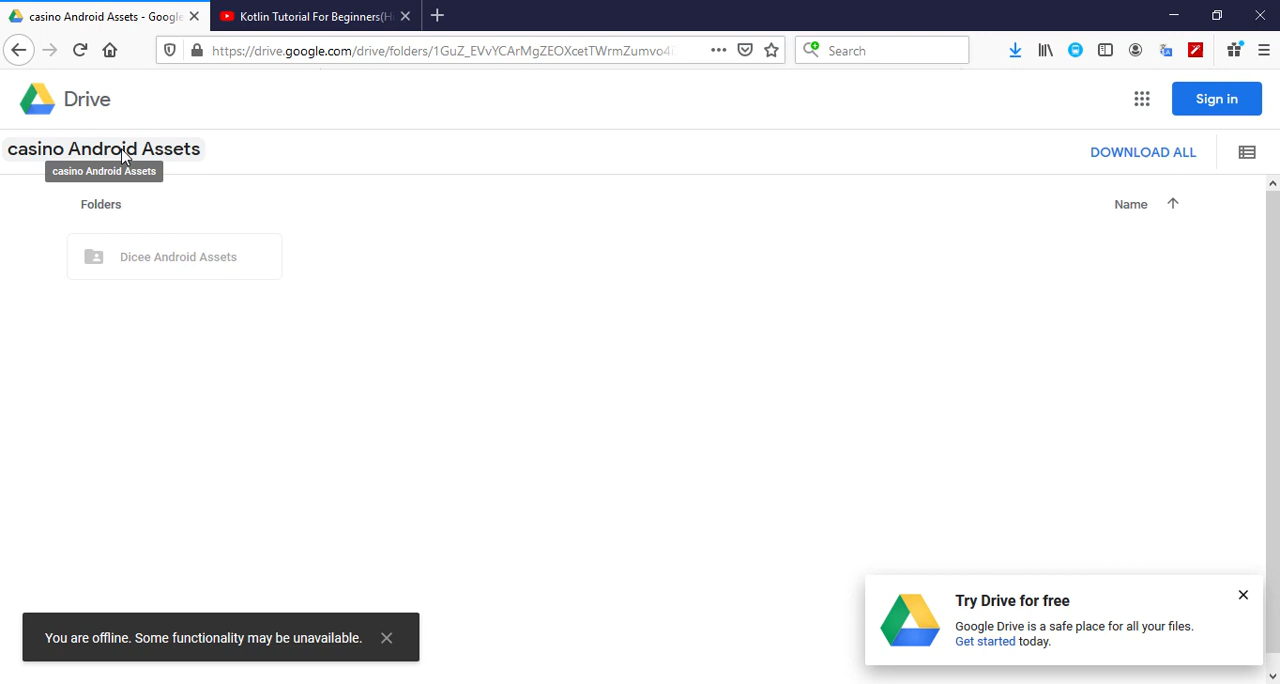 casino Android Assets - Google
Kotlin Tutorial For Beginners(H
https://drive.google.com/drive/folders/1GuZ_EVvYCArMgZEOXcetTWrmZumvo4
Search
Drive
Sign in
casino Android Assets
DOWNLOAD ALL
casino Android Assets
Folders
Name
Dicee Android Assets
Try Drive for free
Google Drive is a safe place for all your files.
Get started today.
You are offline. Some functionality may be unavailable.